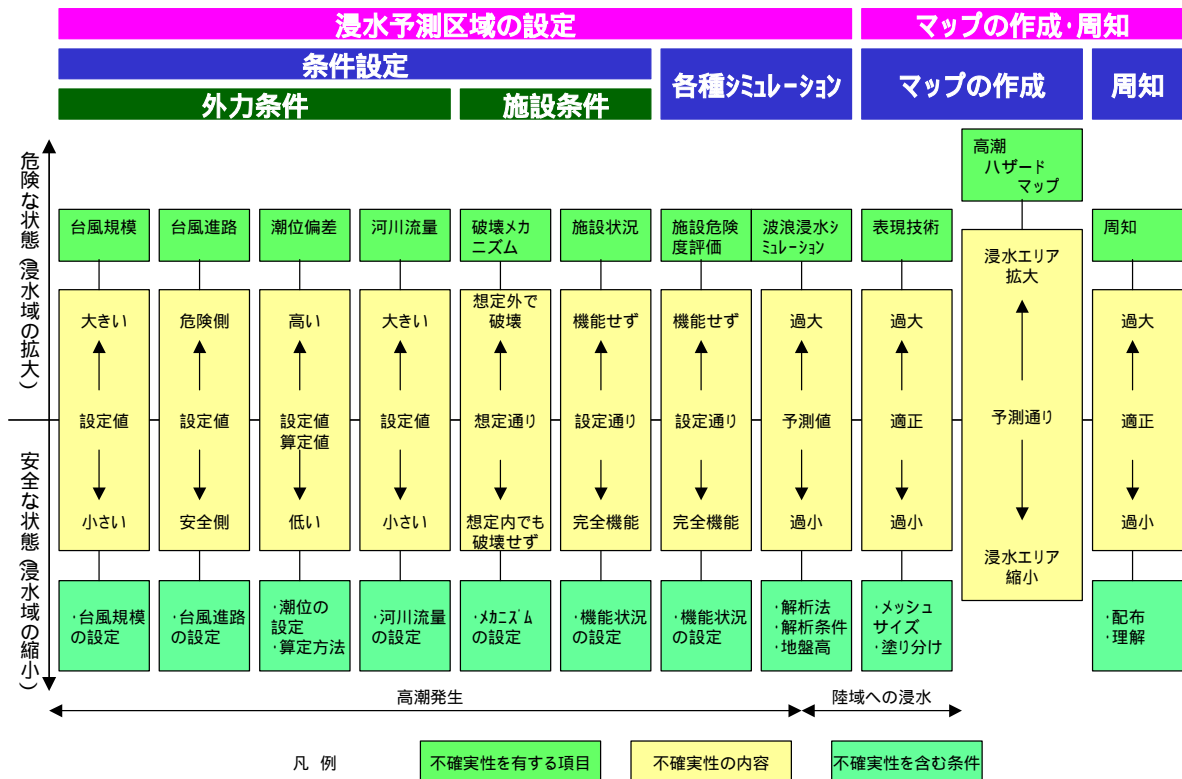 浸水予測区域の設定
マップの作成・周知
条件設定
各種シミュレーション
マップの作成
周知
外力条件
施設条件
危険な状態(浸水域の拡大)
安全な状態(浸水域の縮小)
高潮
ハザード
マップ
台風規模
台風進路
潮位偏差
河川流量
破壊メカ
ニズム
施設状況
施設危険
度評価
波浪浸水シ
ミュレーション
表現技術
周知
大きい
設定値
小さい
危険側
設定値
安全側
高い
設定値
算定値
低い
大きい
設定値
小さい
想定外で
破壊
想定通り
想定内でも
破壊せず
機能せず
設定通り
完全機能
機能せず
設定通り
完全機能
過大
予測値
過小
過大
適正
過小
浸水エリア
拡大
予測通り
浸水エリア
縮小
過大
適正
過小
・台風規模
の設定
・台風進路
の設定
・潮位の
設定
・算定方法
・河川流量
の設定
・メカニズム
の設定
・機能状況
の設定
・機能状況
の設定
・解析法
・解析条件
・地盤高
・メッシュ
サイズ
・塗り分け
・配布
・理解
高潮発生
陸域への浸水
凡 例
不確実性を有する項目
不確実性の内容
不確実性を含む条件